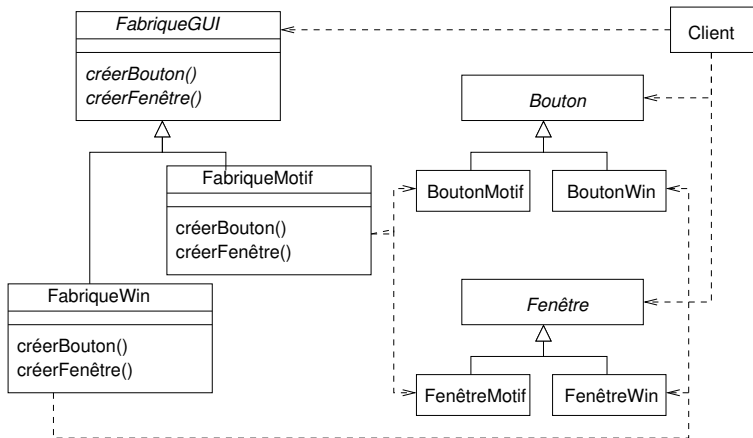 FabriqueGUI
créerBouton()
créerFenêtre()
Client
Bouton
FabriqueMotif
créerBouton()
créerFenêtre()
BoutonMotif
BoutonWin
FabriqueWin
créerBouton()
créerFenêtre()
Fenêtre
FenêtreMotif
FenêtreWin